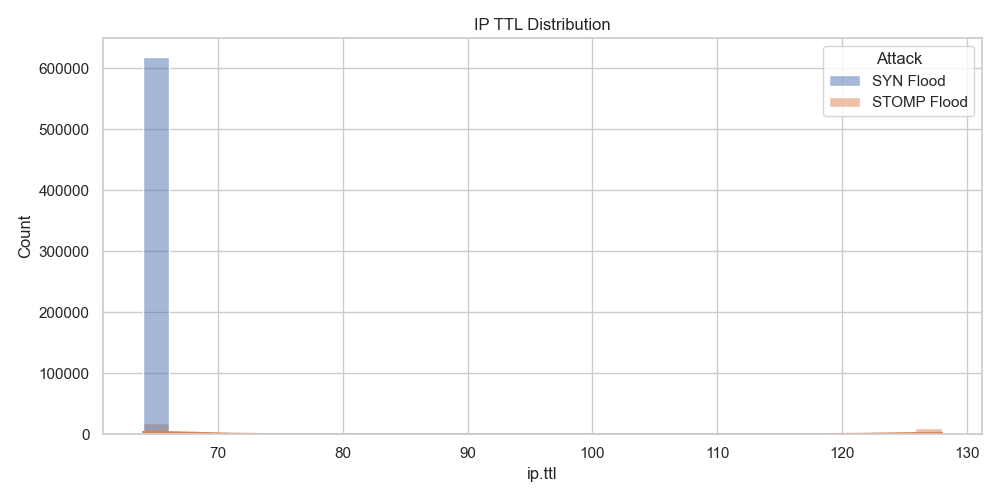 IP TTL Distribution
Attack
SYN Flood
STOMP Flood
Count
600000
500000
400000
300000
200000
100000
0
70 80 90 100 110 120 130
ip.ttl